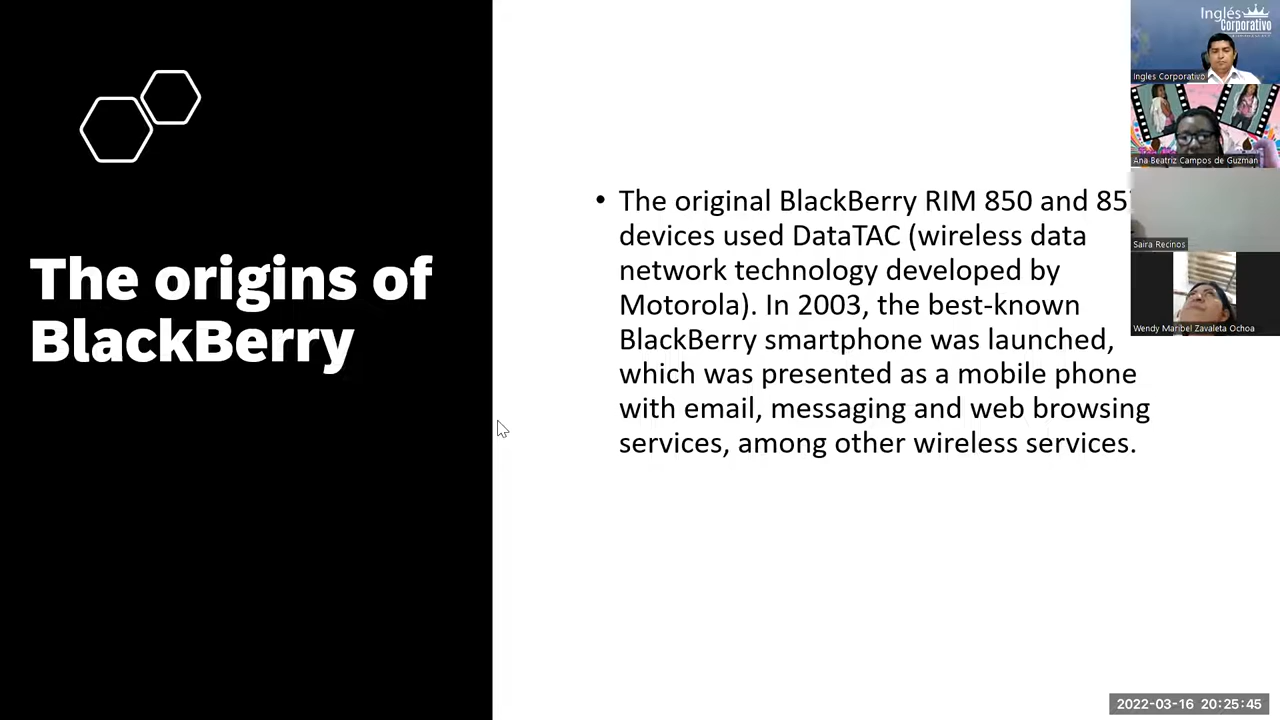 The origins of
BlackBerry
• The original BlackBerry RIM 850 and
devices used DataTAC (wireless data
network technology developed by
Motorola). In 2003, the best-known
BlackBerry smartphone was launched,
which was presented as a mobile phone
with email, messaging and web browsing
services, among other wireless services.
Inglés
Corporativo
Ingles Corporativo
Ana Beatriz Campos de Guzman
Saira Recinos
Wendy Maribel Zavaleta Ochoa
2022-03-16 20:25:45